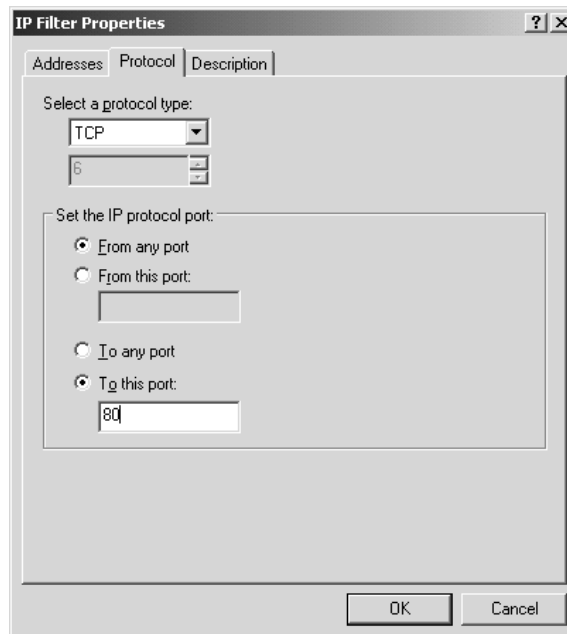 IP Filter Properties
Addresses Protocol Description
Select a protocol type:
TCP
6
Set the IP protocol port:
From any port
From this port:
To any port
To this port:
80
OK Cancel